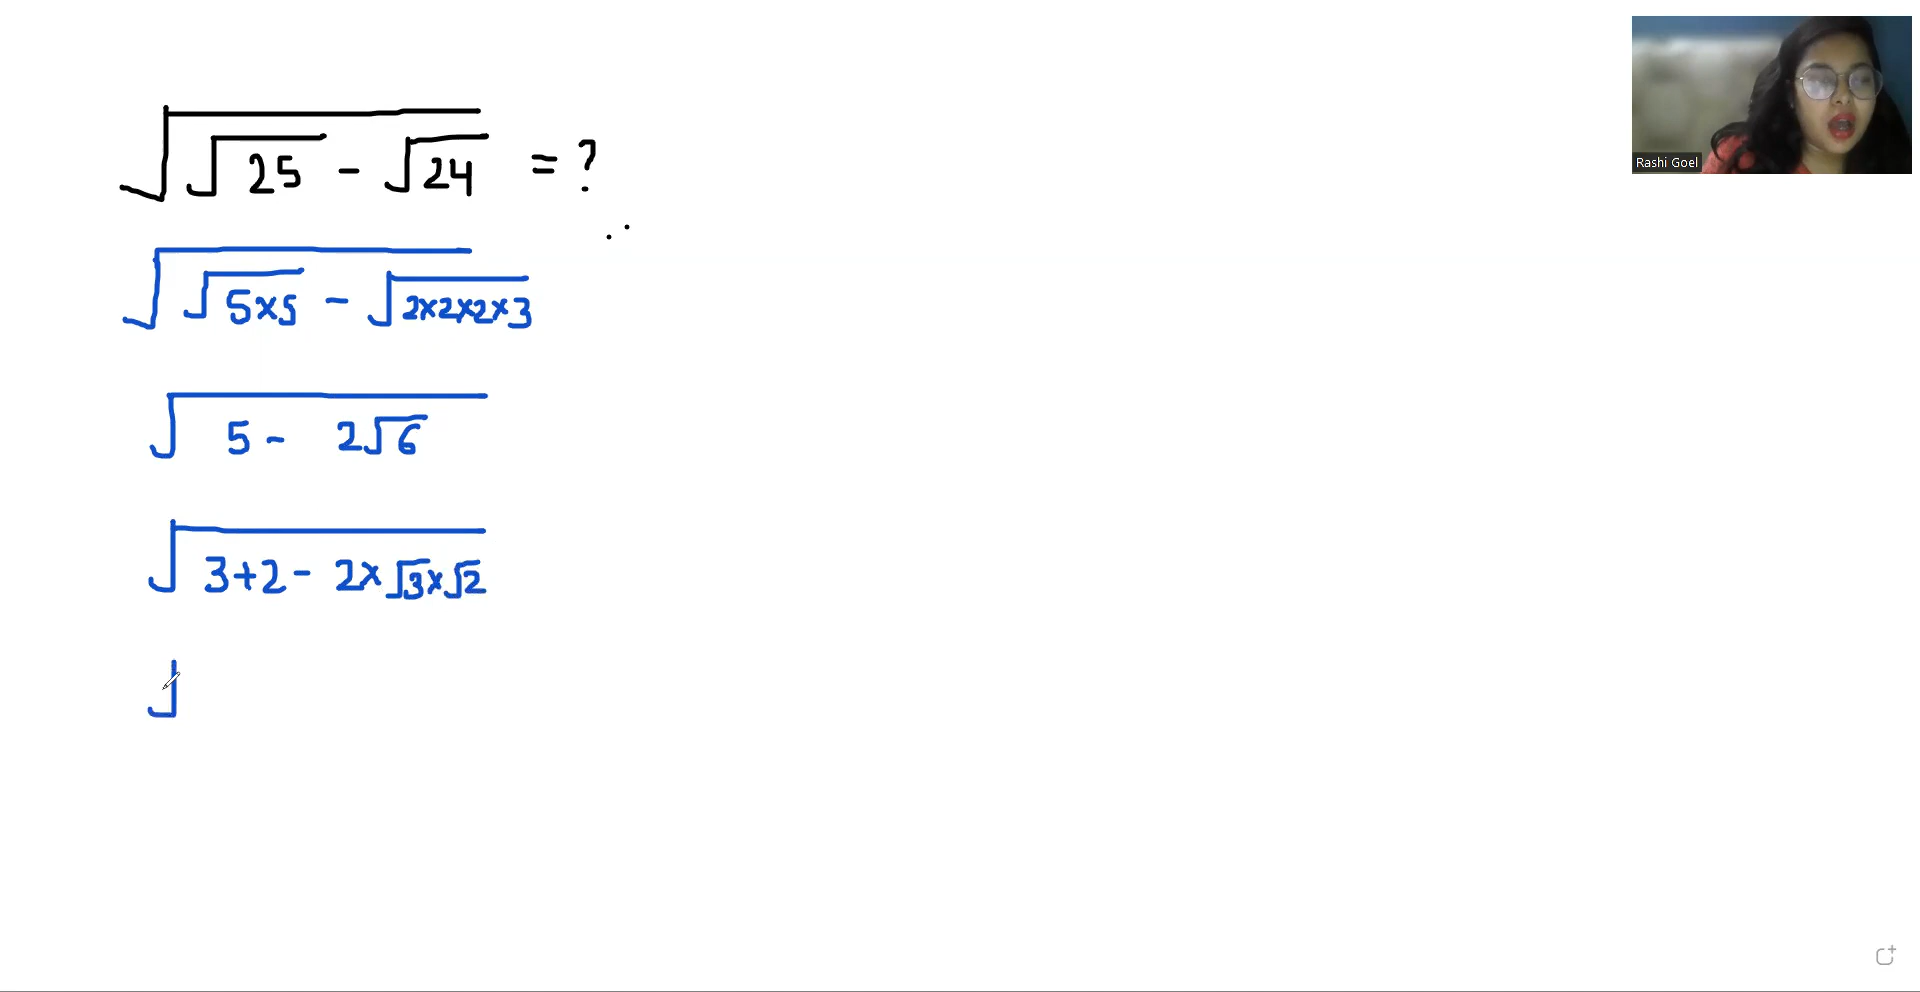 √(√25 - √24) = ?
√(√5×5 - √2×2×2×3)
√(5 - 2√6)
√(3+2 - 2×√3×√2)
√
Rashi Goel